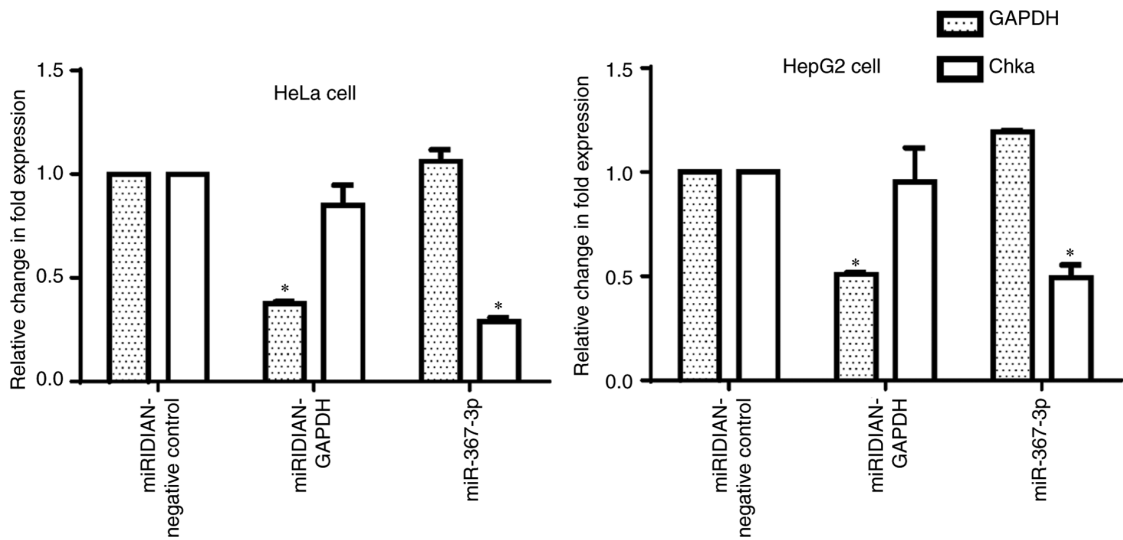 GAPDH
Chka
HeLa cell
Relative change in fold expression
1.5
1.0
0.5
0.0
*
*
miRIDIAN-
negative control
miRIDIAN-
GAPDH
miR-367-3p
HepG2 cell
Relative change in fold expression
1.5
1.0
0.5
0.0
*
*
miRIDIAN-
negative control
miRIDIAN-
GAPDH
miR-367-3p